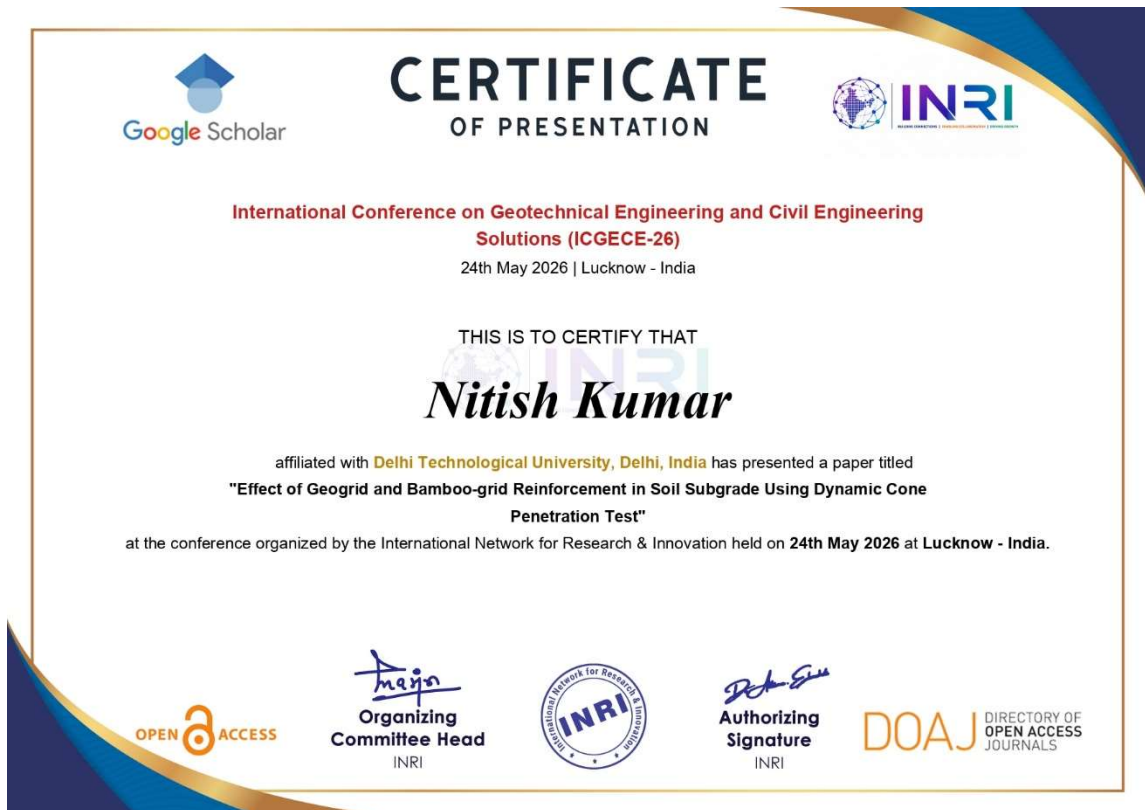 CERTIFICATE
OF PRESENTATION
Google Scholar
INRI
International Conference on Geotechnical Engineering and Civil Engineering
Solutions (ICGECE-26)
24th May 2026 | Lucknow - India
THIS IS TO CERTIFY THAT
INRI
Nitish Kumar
affiliated with Delhi Technological University, Delhi, India has presented a paper titled
"Effect of Geogrid and Bamboo-grid Reinforcement in Soil Subgrade Using Dynamic Cone
Penetration Test"
at the conference organized by the International Network for Research & Innovation held on 24th May 2026 at Lucknow - India.
OPEN ACCESS
Organizing
Committee Head
INRI
International Network for Research & Innovation
INRI
Authorizing
Signature
INRI
DOAJ
DIRECTORY OF
OPEN ACCESS
JOURNALS